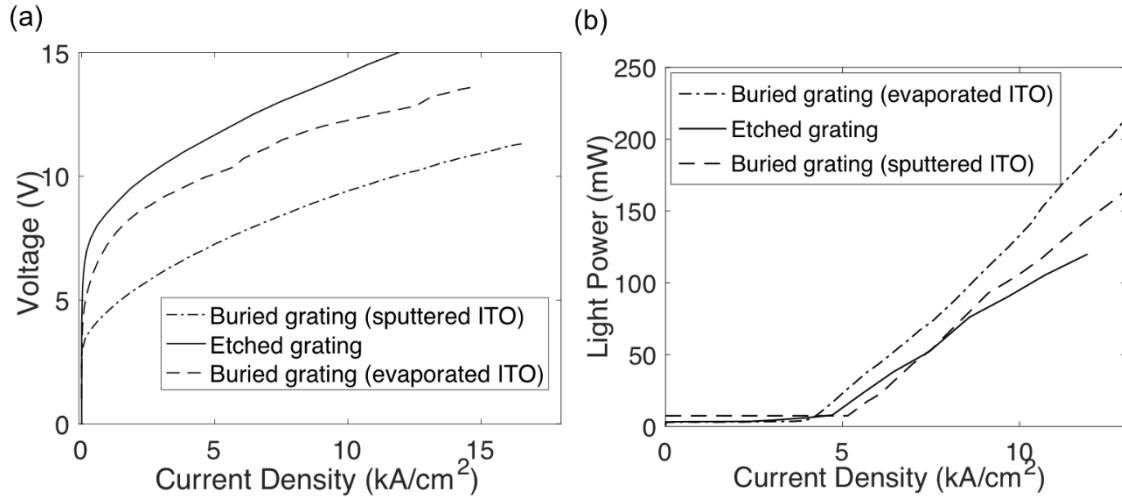 (a)
15
10
5
0
Voltage (V)
Buried grating (sputtered ITO)
Etched grating
Buried grating (evaporated ITO)
0 5 10 15
Current Density (kA/cm²)
(b)
250
200
150
100
50
0
Light Power (mW)
Buried grating (evaporated ITO)
Etched grating
Buried grating (sputtered ITO)
0 5 10
Current Density (kA/cm²)